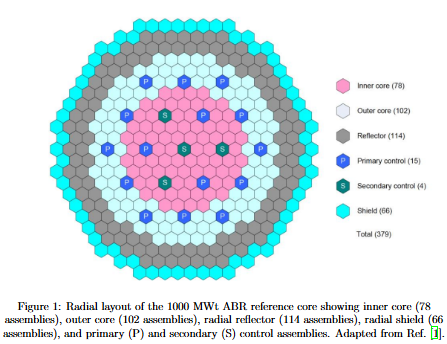 P P P
P S P P
P P S S P
P S P P
P P P
Inner core (78)
Outer core (102)
Reflector (114)
P Primary control (15)
S Secondary control (4)
Shield (66)
Total (379)
Figure 1: Radial layout of the 1000 MWt ABR reference core showing inner core (78
assemblies), outer core (102 assemblies), radial reflector (114 assemblies), radial shield (66
assemblies), and primary (P) and secondary (S) control assemblies. Adapted from Ref. [1].